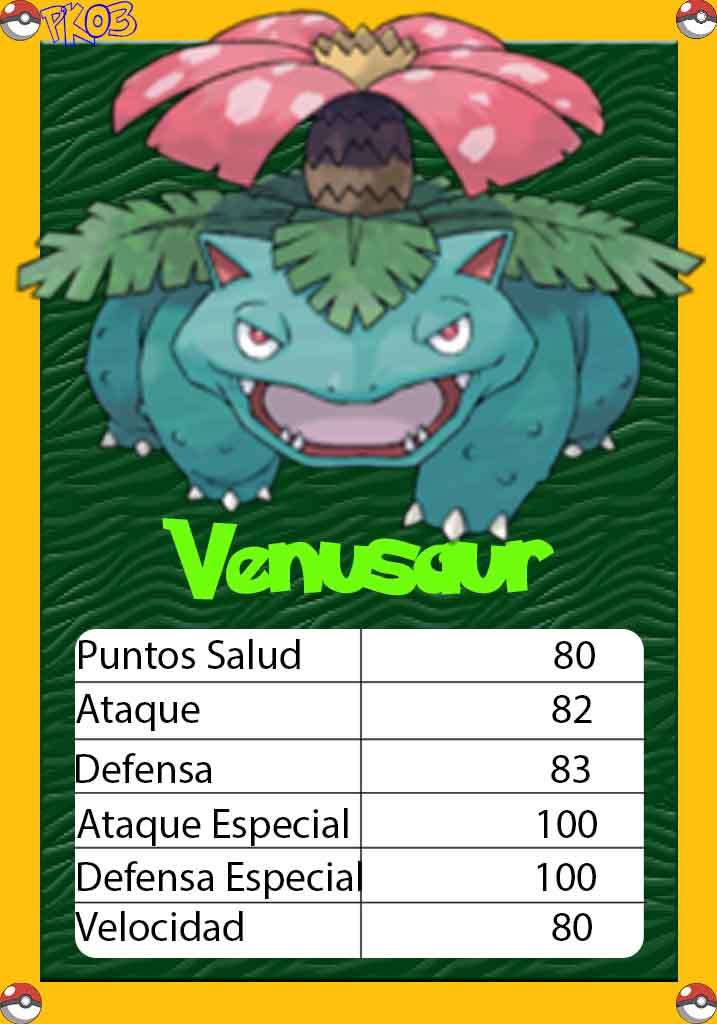 PK03
Venusaur
Puntos Salud 80
Ataque 82
Defensa 83
Ataque Especial 100
Defensa Especial 100
Velocidad 80